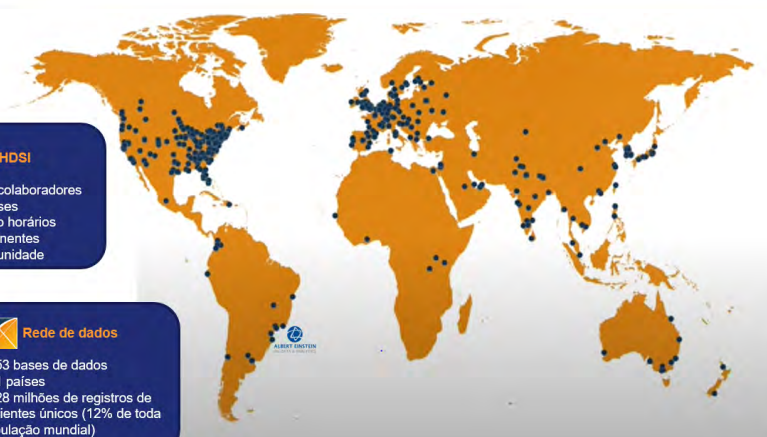 HDSI
colaboradores
ses
o horários
nentes
unidade
Rede de dados
53 bases de dados
países
28 milhões de registros de
ientes únicos (12% de toda
pulação mundial)
ALBERT EINSTEIN